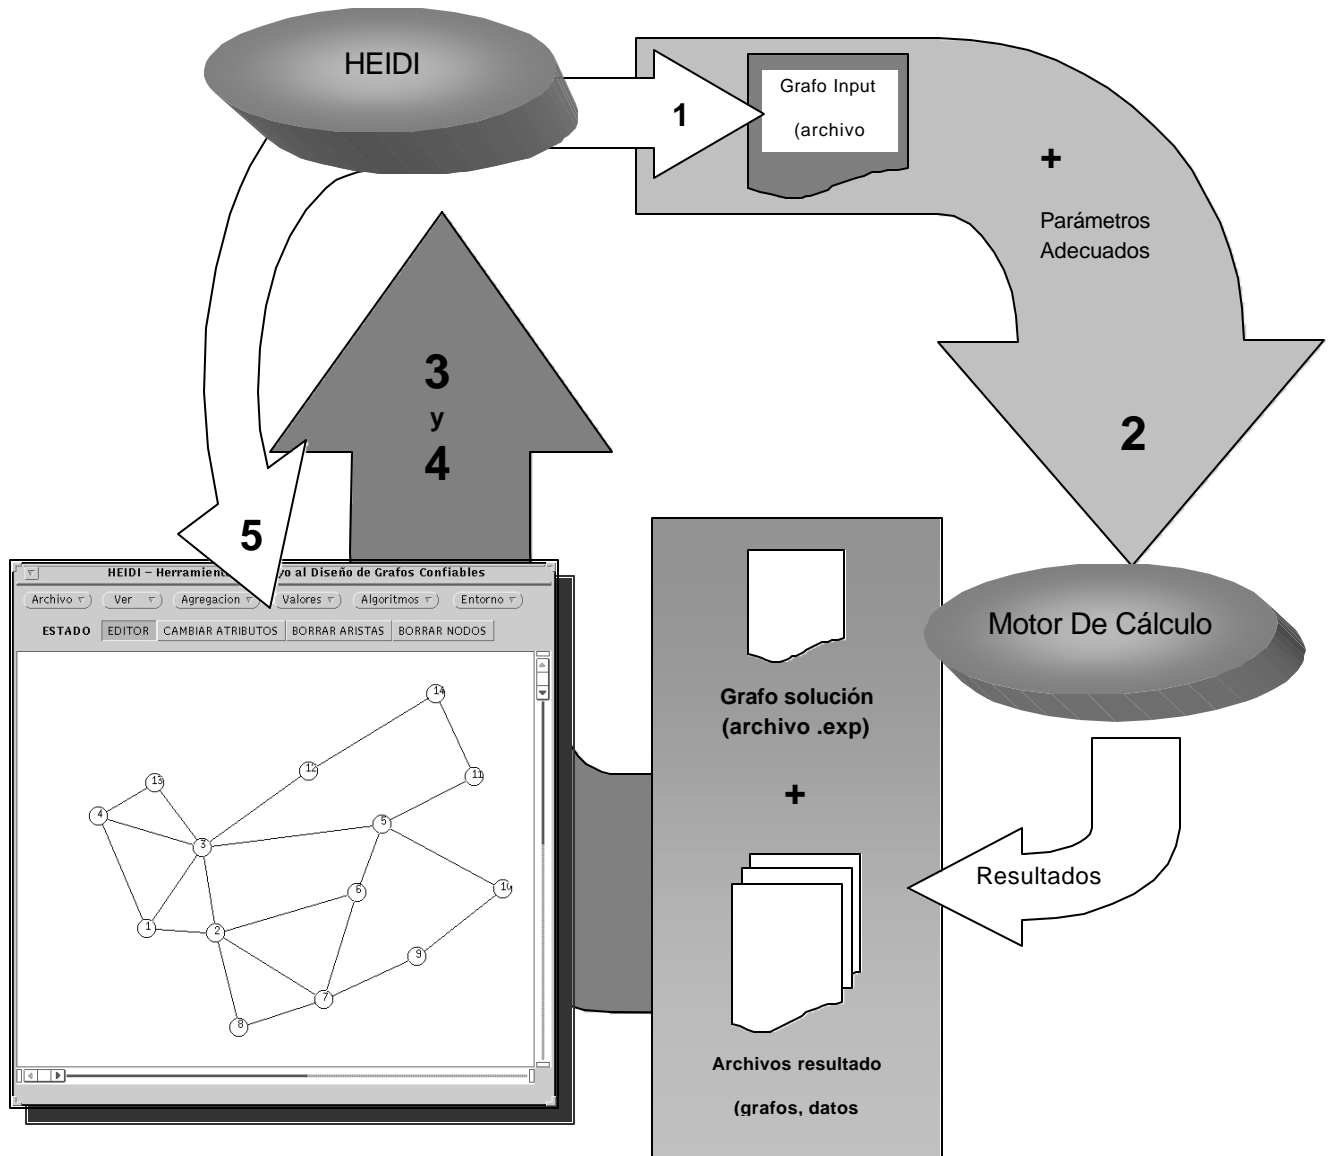 HEIDI
1
Grafo Input
(archivo
+
Parámetros
Adecuados
2
3
y
4
5
HEIDI – Herramienc yo al Diseño de Grafos Confiables
Archivo Ver Agregacion Valores Algoritmos Entorno
ESTADO EDITOR CAMBIAR ATRIBUTOS BORRAR ARISTAS BORRAR NODOS
14
12
11
13
4
5
3
6
10
1
2
9
7
8
Motor De Cálculo
Grafo solución
(archivo .exp)
+
Resultados
Archivos resultado
(grafos, datos